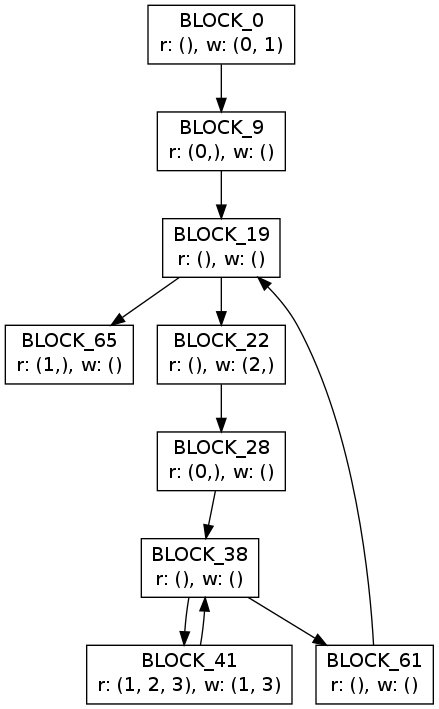 BLOCK_0
r: (), w: (0, 1)
BLOCK_9
r: (0,), w: ()
BLOCK_19
r: (), w: ()
BLOCK_65
r: (1,), w: ()
BLOCK_22
r: (), w: (2,)
BLOCK_28
r: (0,), w: ()
BLOCK_38
r: (), w: ()
BLOCK_41
r: (1, 2, 3), w: (1, 3)
BLOCK_61
r: (), w: ()